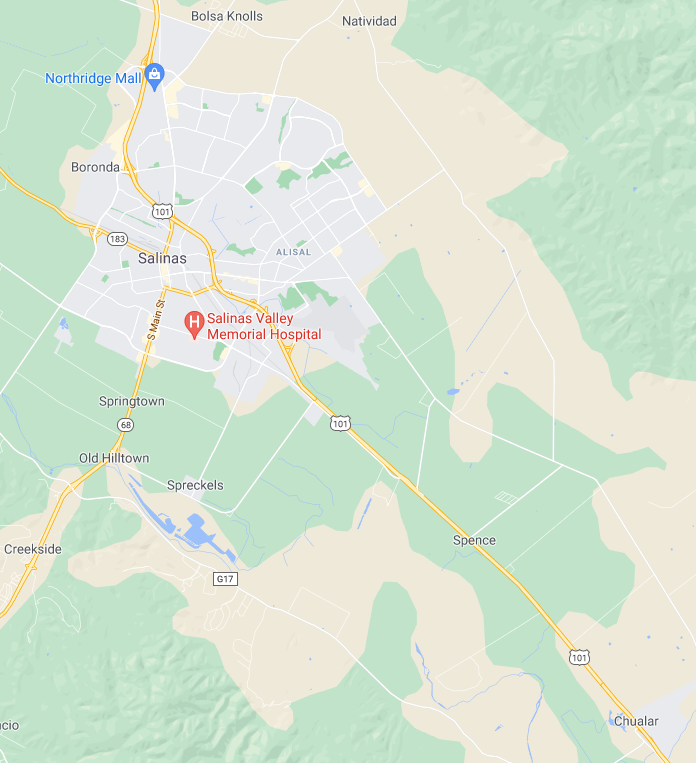 Bolsa Knolls
Natividad
Northridge Mall
Boronda
101
183
Salinas
ALISAL
S Main St
H
Salinas Valley
Memorial Hospital
Springtown
68
101
Old Hilltown
Spreckels
Creekside
Spence
G17
101
Chualar
cio